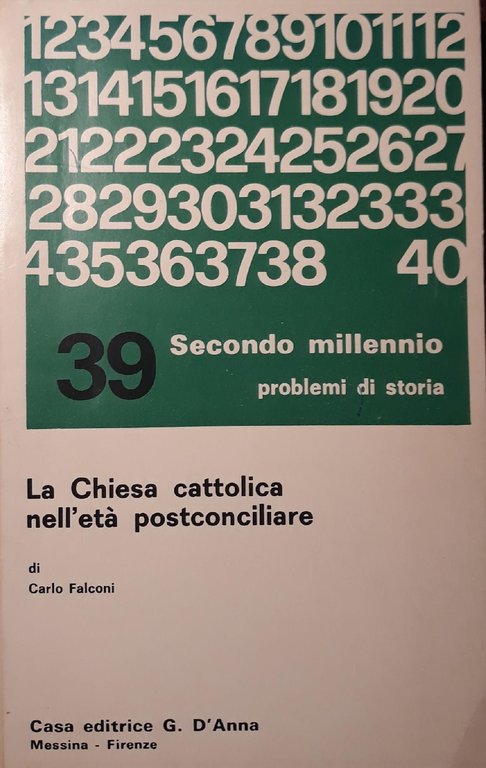 123456789101112
1314151617181920
21222324252627
2829303132333
435363738 40
39 Secondo millennio
problemi di storia
La Chiesa cattolica
nell'età postconciliare
di
Carlo Falconi
Casa editrice G. D'Anna
Messina - Firenze